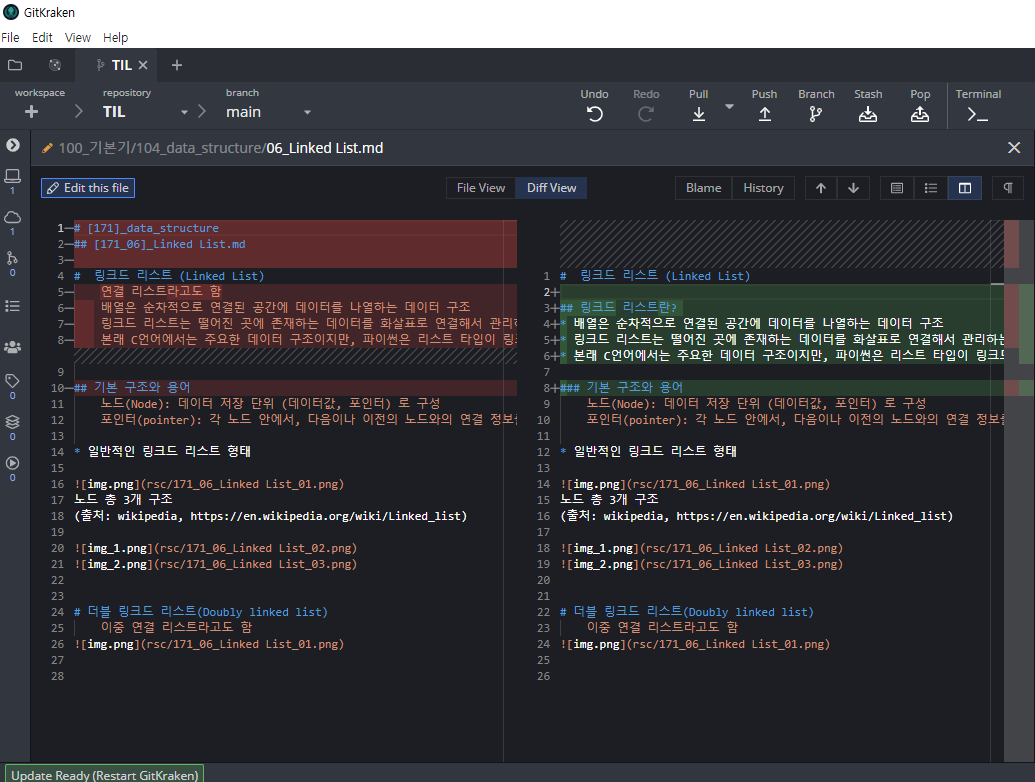 GitKraken
File Edit View Help
TIL
workspace repository branch
TIL main
Undo Redo Pull Push Branch Stash Pop Terminal
100_기본기/104_data_structure/06_Linked List.md
Edit this file File View Diff View Blame History
1
1
0
0
0
0
1 # [171]_data_structure
2 ## [171_06]_Linked List.md
3
4 # 링크드 리스트 (Linked List)
5 연결 리스트라고도 함
6 배열은 순차적으로 연결된 공간에 데이터를 나열하는 데이터 구조
7 링크드 리스트는 떨어진 곳에 존재하는 데이터를 화살표로 연결해서
8 본래 C언어에서는 주요한 데이터 구조이지만, 파이썬은 리스트 타입이
9
10 ## 기본 구조와 용어
11 노드(Node): 데이터 저장 단위 (데이터값, 포인터) 로 구성
12 포인터(pointer): 각 노드 안에서, 다음이나 이전의 노드와의 연결
13
14 * 일반적인 링크드 리스트 형태
15
16 ![img.png](rsc/171_06_Linked List_01.png)
17 노드 총 3개 구조
18 (출처: wikipedia, https://en.wikipedia.org/wiki/Linked_list)
19
20 ![img_1.png](rsc/171_06_Linked List_02.png)
21 ![img_2.png](rsc/171_06_Linked List_03.png)
22
23
24 # 더블 링크드 리스트(Doubly linked list)
25 이중 연결 리스트라고도 함
26 ![img.png](rsc/171_06_Linked List_01.png)
27
28
1 # 링크드 리스트 (Linked List)
2+
3+## 링크드 리스트란?
4+* 배열은 순차적으로 연결된 공간에 데이터를 나열하는 데이터 구조
5+* 링크드 리스트는 떨어진 곳에 존재하는 데이터를 화살표로 연결해서 관리하는
6+* 본래 C언어에서는 주요한 데이터 구조이지만, 파이썬은 리스트 타입이
7
8+### 기본 구조와 용어
9 노드(Node): 데이터 저장 단위 (데이터값, 포인터) 로 구성
10 포인터(pointer): 각 노드 안에서, 다음이나 이전의 노드와의 연결
11
12 * 일반적인 링크드 리스트 형태
13
14 ![img.png](rsc/171_06_Linked List_01.png)
15 노드 총 3개 구조
16 (출처: wikipedia, https://en.wikipedia.org/wiki/Linked_list)
17
18 ![img_1.png](rsc/171_06_Linked List_02.png)
19 ![img_2.png](rsc/171_06_Linked List_03.png)
20
21
22 # 더블 링크드 리스트(Doubly linked list)
23 이중 연결 리스트라고도 함
24 ![img.png](rsc/171_06_Linked List_01.png)
25
26
Update Ready (Restart GitKraken)